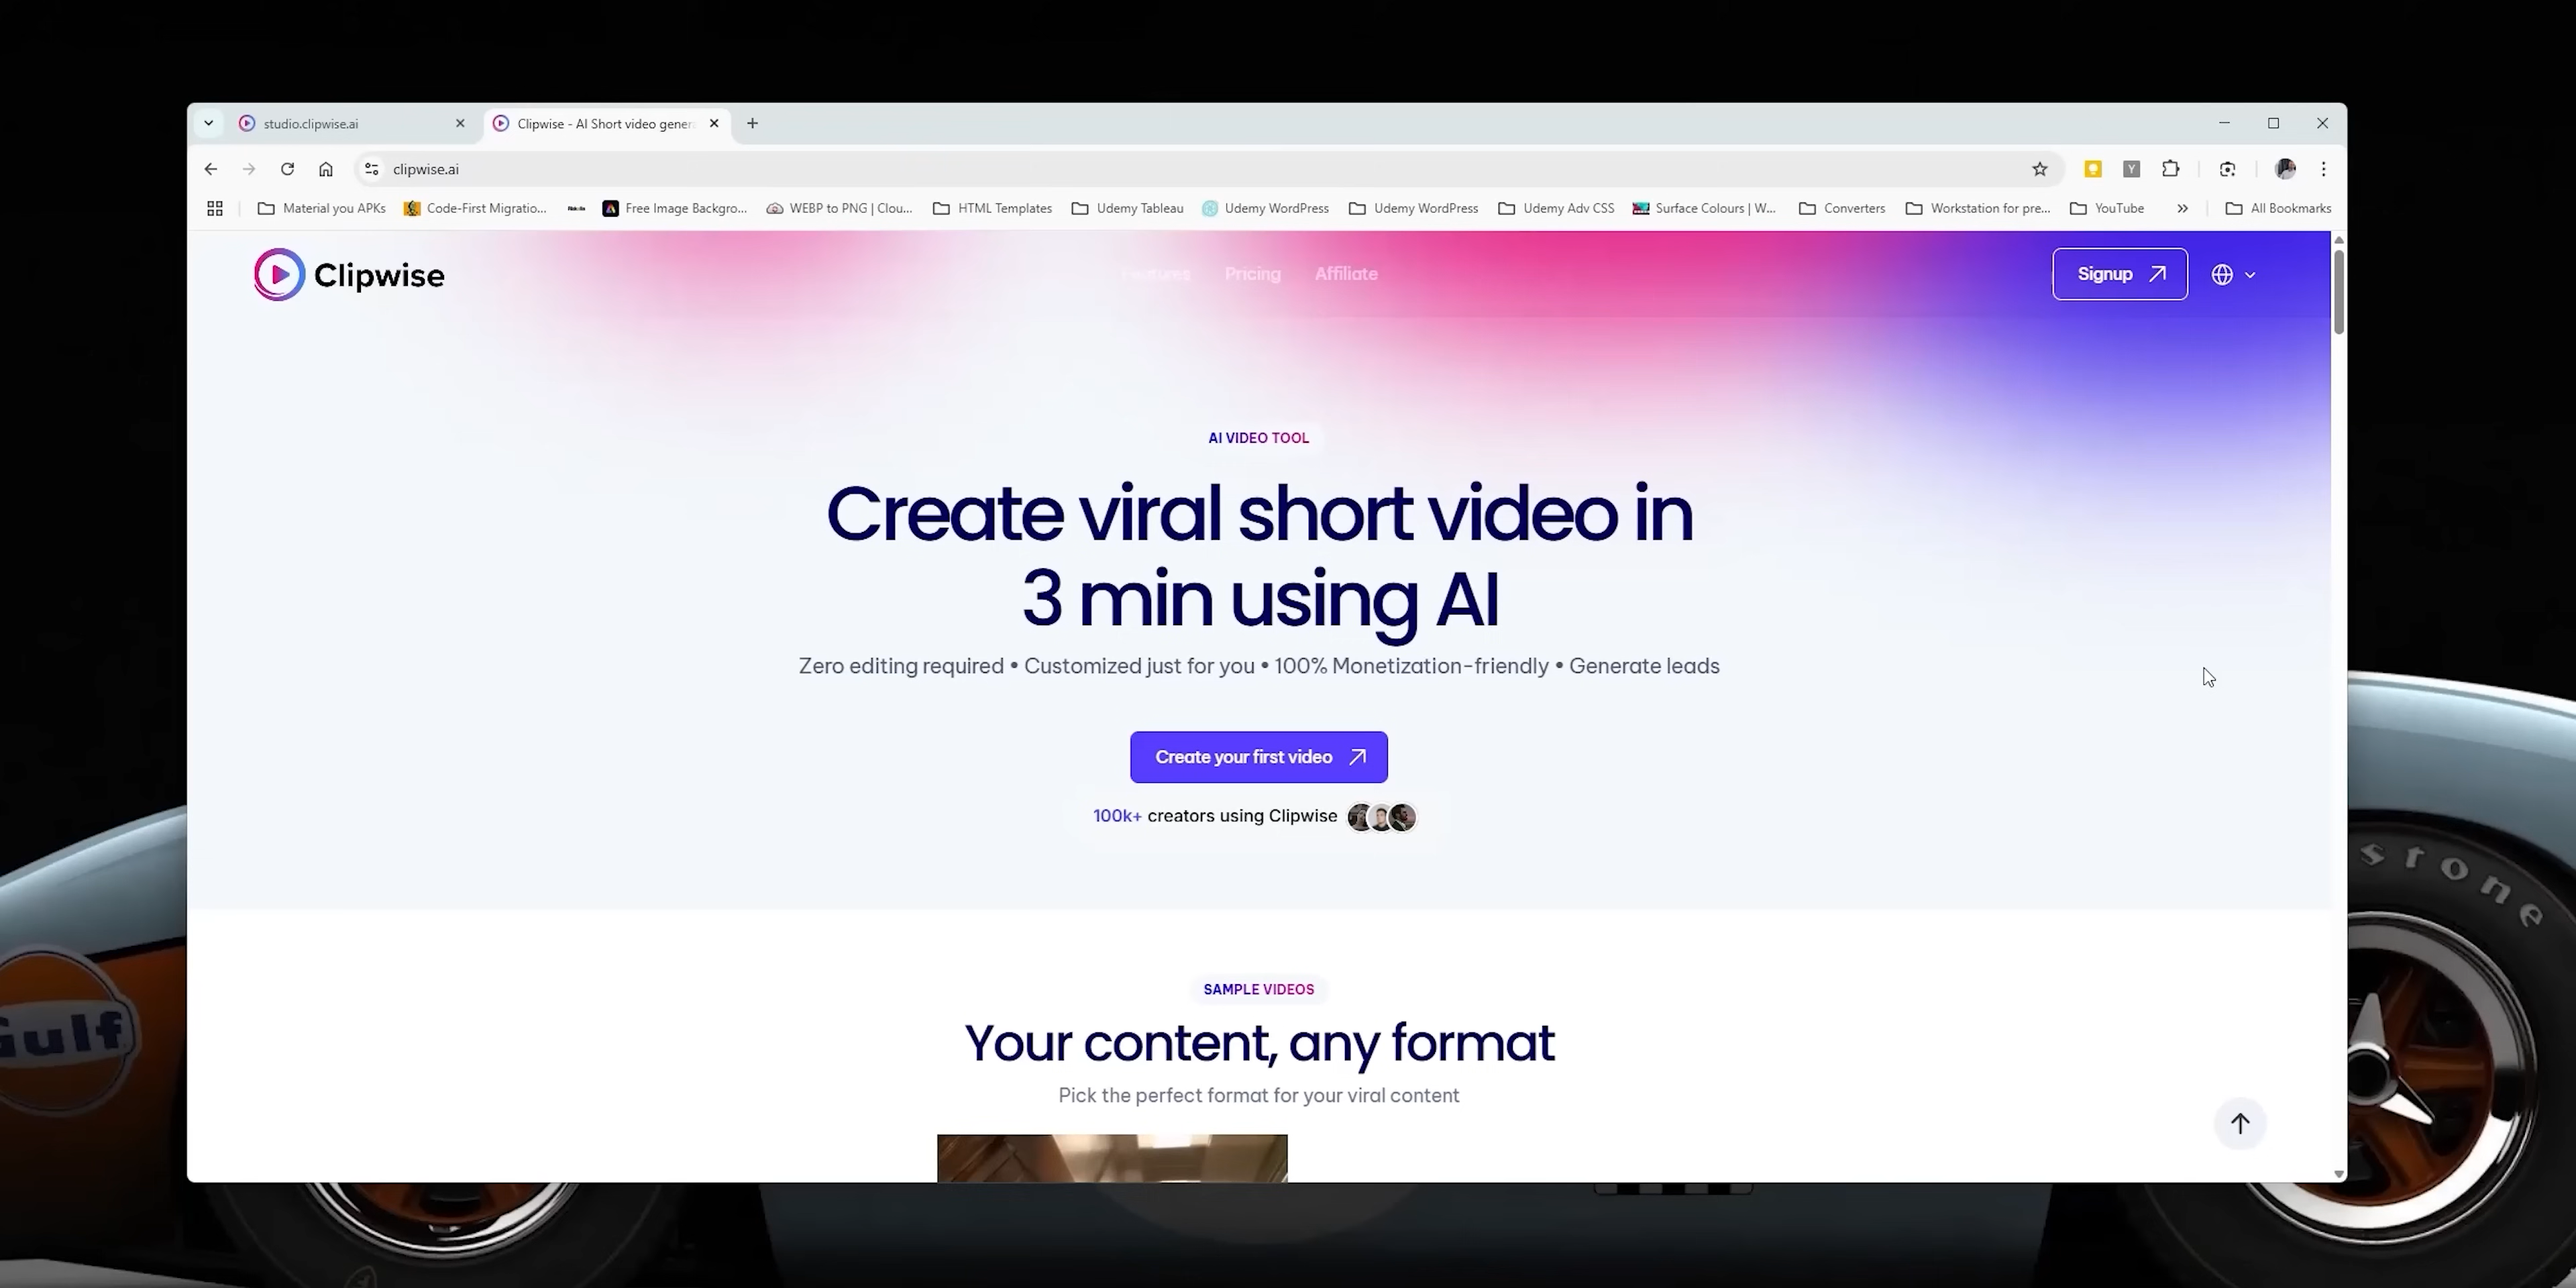 studio.clipwise.ai
Clipwise - AI Short video gener
clipwise.ai
Material you APKs
Code-First Migratio...
Free Image Backgro...
WEBP to PNG | Clou...
HTML Templates
Udemy Tableau
Udemy WordPress
Udemy WordPress
Udemy Adv CSS
Surface Colours | W...
Converters
Workstation for pre...
YouTube
All Bookmarks
Clipwise
Features
Pricing
Affiliate
Signup
AI VIDEO TOOL
Create viral short video in
3 min using AI
Zero editing required • Customized just for you • 100% Monetization-friendly • Generate leads
Create your first video
100k+ creators using Clipwise
SAMPLE VIDEOS
Your content, any format
Pick the perfect format for your viral content
Gulf
stone